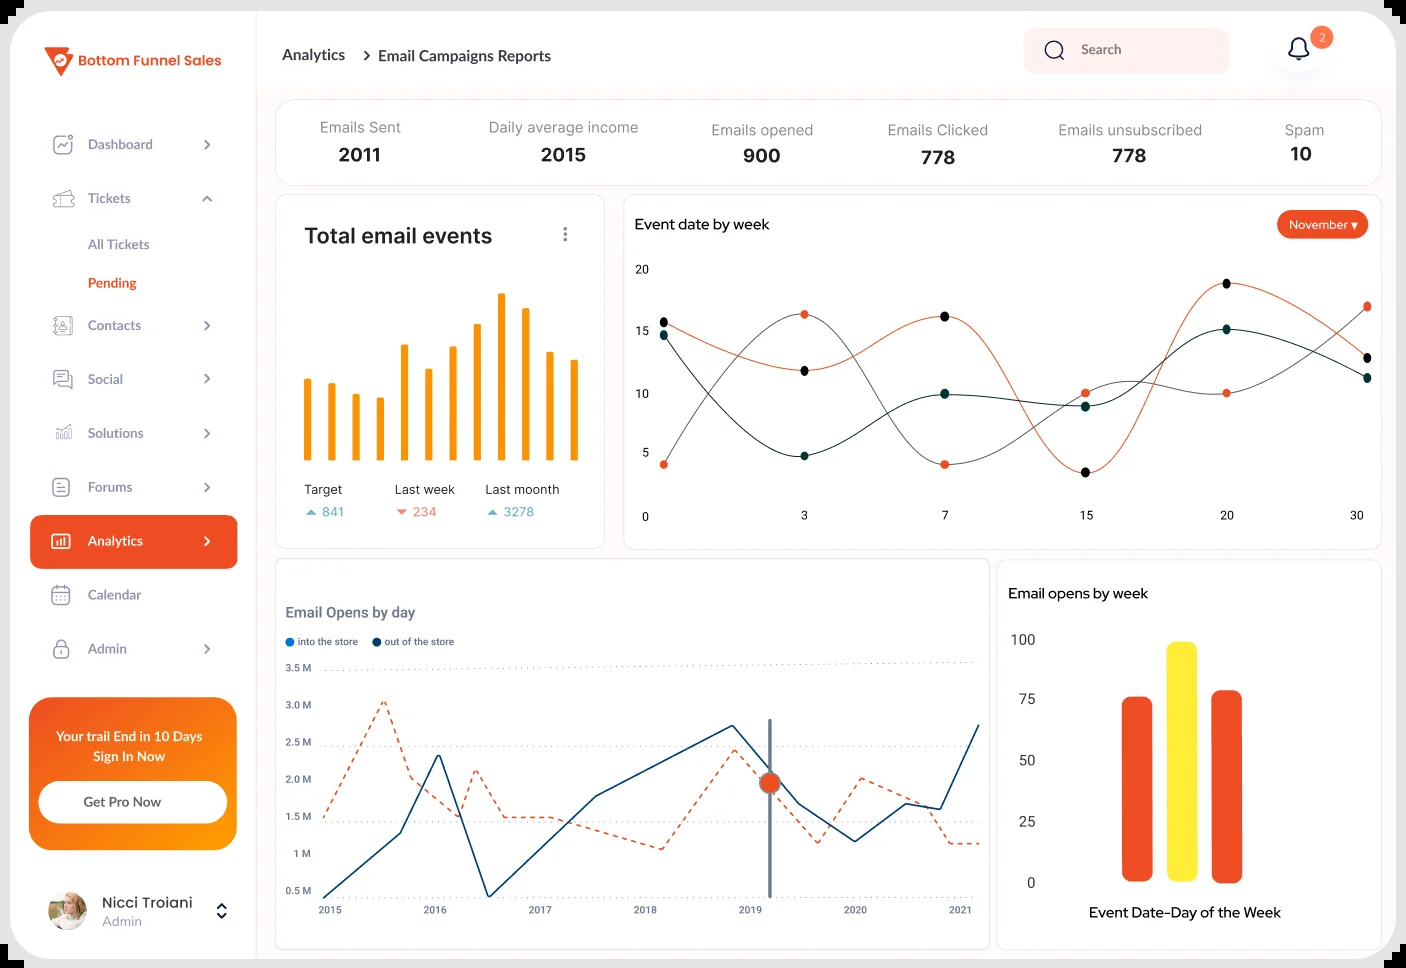 Bottom Funnel Sales
Dashboard
Tickets
All Tickets
Pending
Contacts
Social
Solutions
Forums
Analytics
Calendar
Admin
Your trail End in 10 Days
Sign In Now
Get Pro Now
Nicci Troiani
Admin
Analytics > Email Campaigns Reports
Search
2
Emails Sent
2011
Daily average income
2015
Emails opened
900
Emails Clicked
778
Emails unsubscribed
778
Spam
10
Total email events
Target
841
Last week
234
Last moonth
3278
Event date by week
November ▾
20
15
10
5
0 3 7 15 20 30
Email Opens by day
into the store out of the store
3.5 M
3.0 M
2.5 M
2.0 M
1.5 M
1 M
0.5 M
2015 2016 2017 2018 2019 2020 2021
Email opens by week
100
75
50
25
0
Event Date-Day of the Week